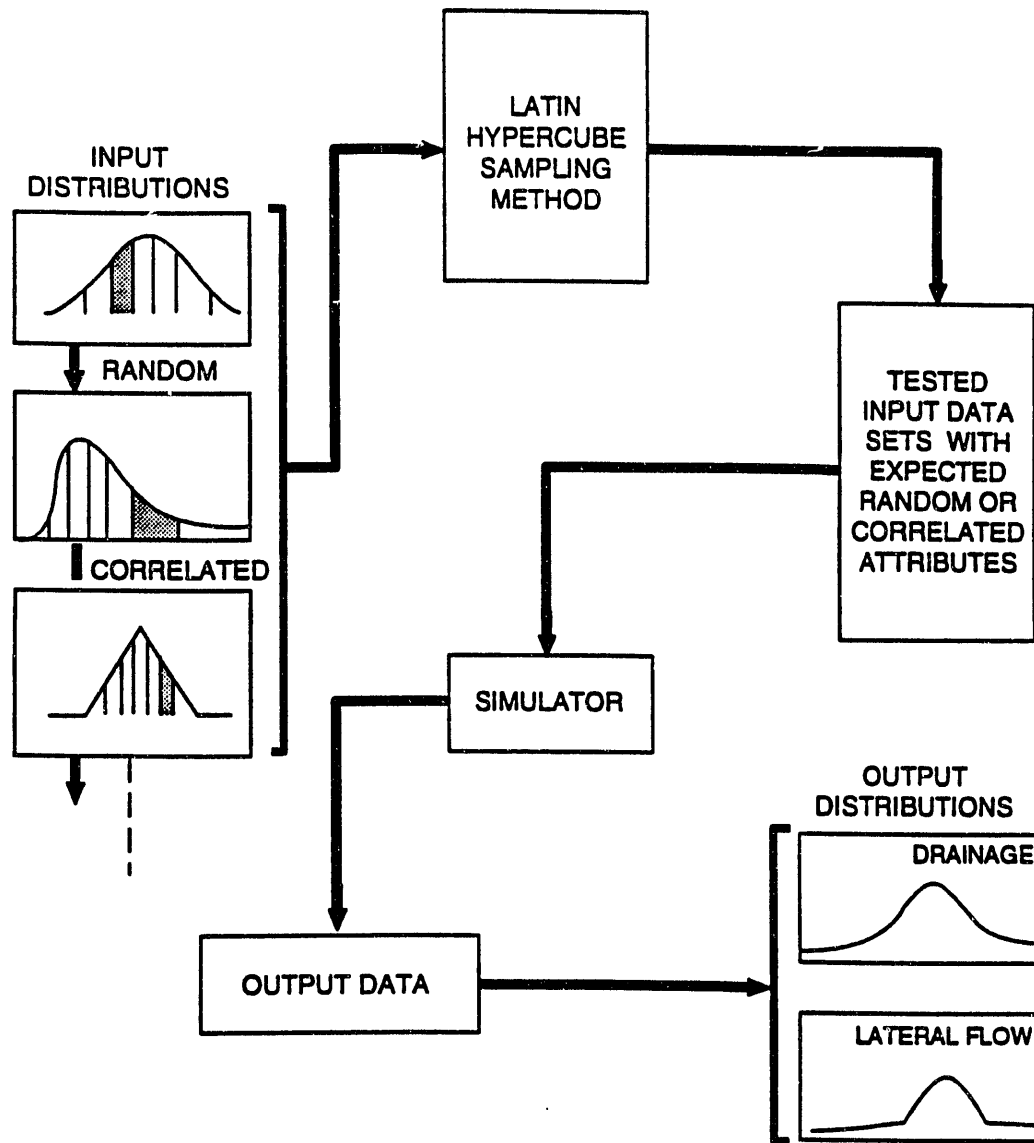 INPUT
DISTRIBUTIONS
RANDOM
CORRELATED
LATIN
HYPERCUBE
SAMPLING
METHOD
TESTED
INPUT DATA
SETS WITH
EXPECTED
RANDOM OR
CORRELATED
ATTRIBUTES
SIMULATOR
OUTPUT DATA
OUTPUT
DISTRIBUTIONS
DRAINAGE
LATERAL FLOW